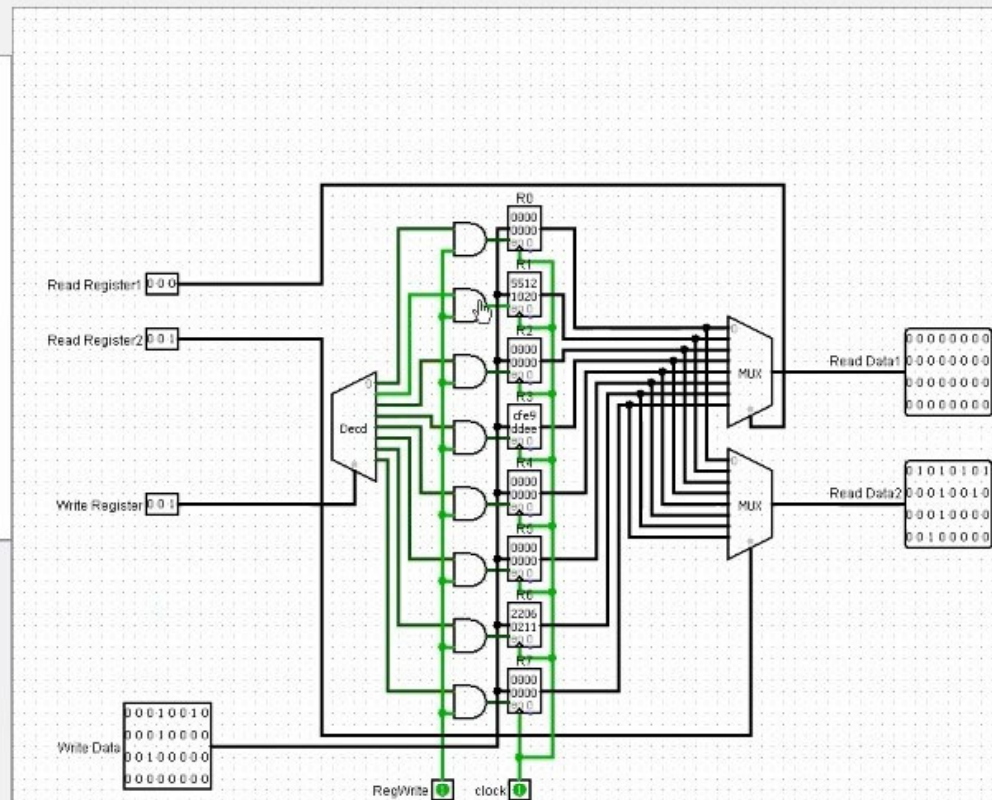 R0
0000
0000
Read Register1 0 0 0
R1
5512
1020
Read Register2 0 0 1
R2
0000
0000
MUX
Read Data1
0 0 0 0 0 0 0 0
0 0 0 0 0 0 0 0
0 0 0 0 0 0 0 0
0 0 0 0 0 0 0 0
R3
cfe9
ddee
Decd
R4
0000
0000
Write Register 0 0 1
MUX
Read Data2
0 1 0 1 0 1 0 1
0 0 0 1 0 0 1 0
0 0 0 1 0 0 0 0
0 0 1 0 0 0 0 0
R5
0000
0000
R6
2206
0211
R7
0000
0000
Write Data
0 0 0 1 0 0 1 0
0 0 0 1 0 0 0 0
0 0 1 0 0 0 0 0
0 0 0 0 0 0 0 0
RegWrite 1
clock 1